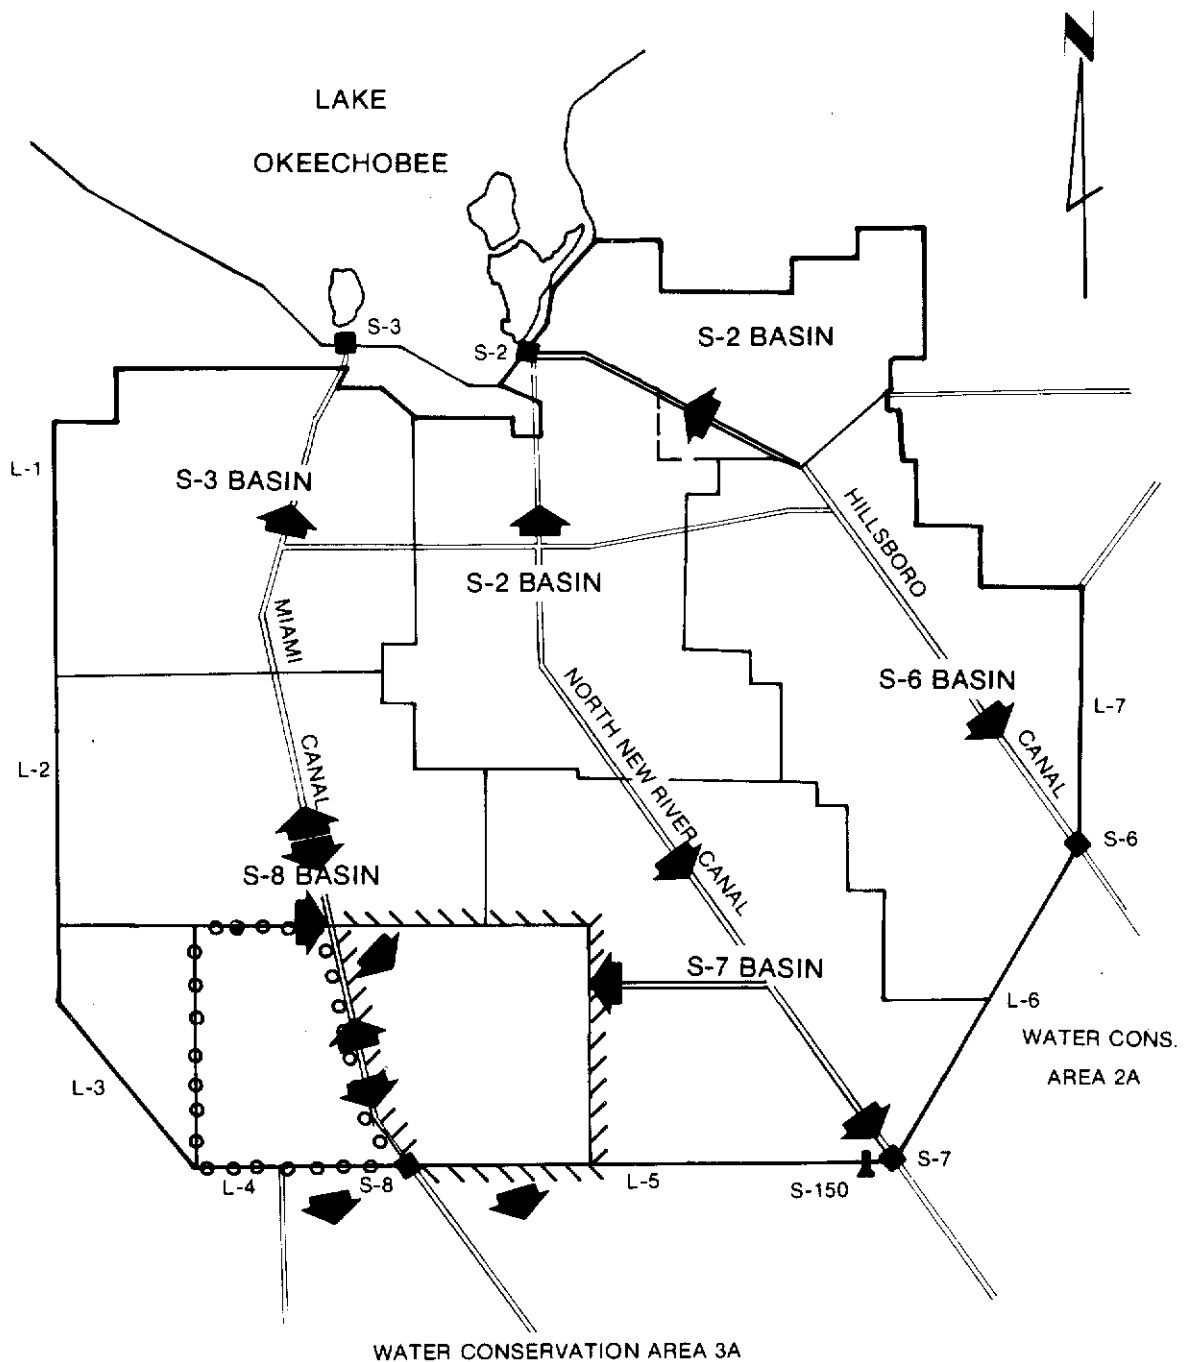 N
LAKE
OKEECHOBEE
S-3
S-2
S-2 BASIN
L-1
S-3 BASIN
HILLSBORO
S-2 BASIN
MIAMI
S-6 BASIN
NORTH NEW RIVER CANAL
L-7
CANAL
CANAL
L-2
S-6
S-8 BASIN
S-7 BASIN
L-6
WATER CONS.
AREA 2A
L-3
L-4
S-8
L-5
S-150
S-7
WATER CONSERVATION AREA 3A